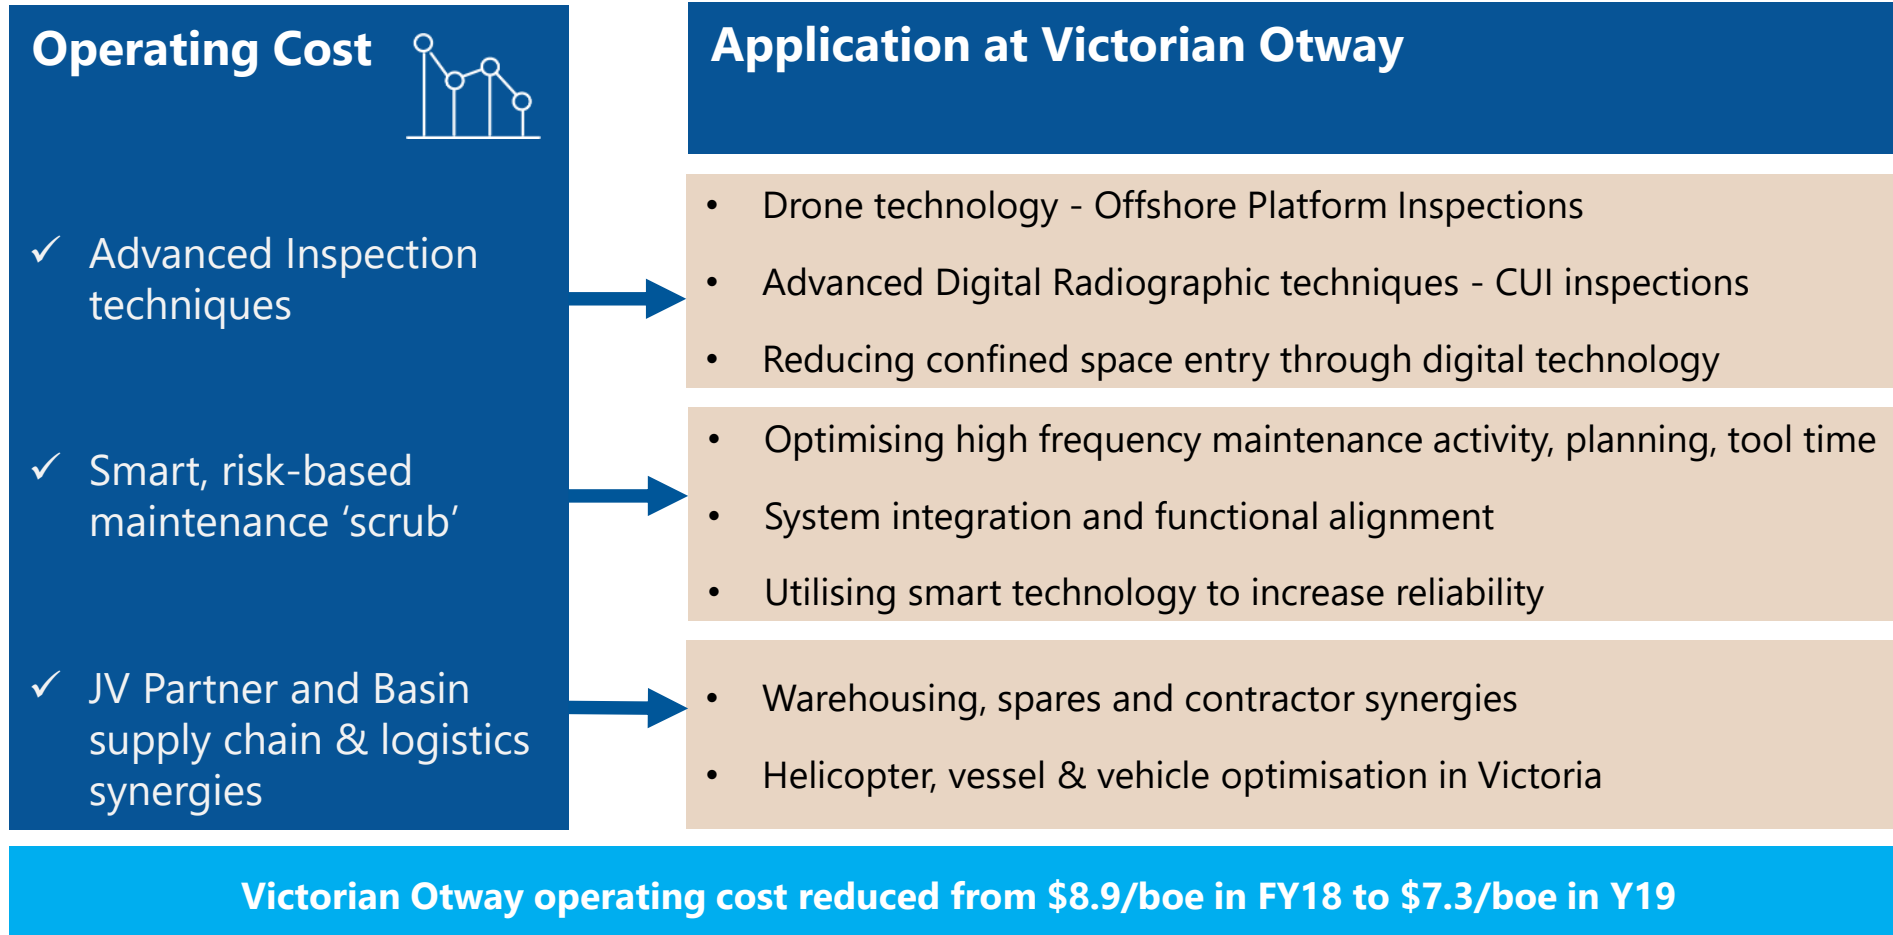 Operating Cost
✓ Advanced Inspection
techniques
✓ Smart, risk-based
maintenance ‘scrub’
✓ JV Partner and Basin
supply chain & logistics
synergies
Application at Victorian Otway
• Drone technology - Offshore Platform Inspections
• Advanced Digital Radiographic techniques - CUI inspections
• Reducing confined space entry through digital technology
• Optimising high frequency maintenance activity, planning, tool time
• System integration and functional alignment
• Utilising smart technology to increase reliability
• Warehousing, spares and contractor synergies
• Helicopter, vessel & vehicle optimisation in Victoria
Victorian Otway operating cost reduced from $8.9/boe in FY18 to $7.3/boe in Y19